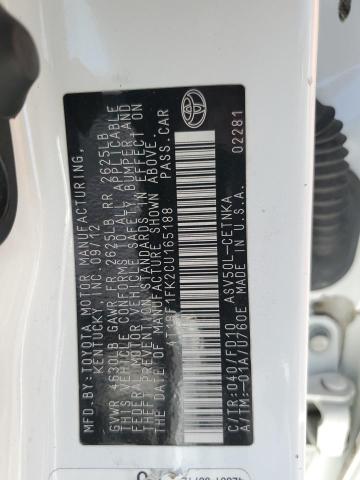 MFD.BY:TOYOTA MOTOR MANUFACTURING,
KENTUCKY, INC. 09/12
GVWR 4630LB GAWR FR 2625LB RR 2625LB
THIS VEHICLE CONFORMS TO ALL APPLICABLE
FEDERAL MOTOR VEHICLE SAFETY, BUMPER, AND
THEFT PREVENTION STANDARDS IN EFFECT ON
THE DATE OF MANUFACTURE SHOWN ABOVE.
PASS.CAR
C/TR:040/FD10 ASV50L-CETNKA
A/TM:-01A/U760E MADE IN U.S.A.
02281